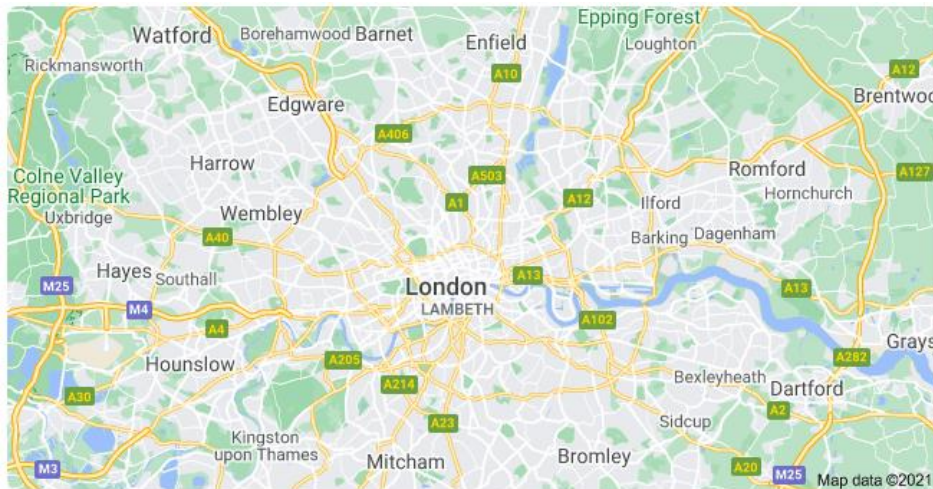 Epping Forest
Watford
Borehamwood
Barnet
Enfield
Loughton
Rickmansworth
A10
A12
Brentwo
Edgware
A406
Harrow
A503
Romford
A127
Colne Valley
Regional Park
Hornchurch
Uxbridge
Wembley
A1
A12
Ilford
A40
Barking
Dagenham
Hayes
Southall
A13
M25
London
A13
LAMBETH
M4
A102
A4
Grays
Hounslow
A205
A282
A214
Bexleyheath
Dartford
A30
A2
A23
Sidcup
Kingston
upon Thames
Mitcham
Bromley
M3
A20
M25
Map data ©2021